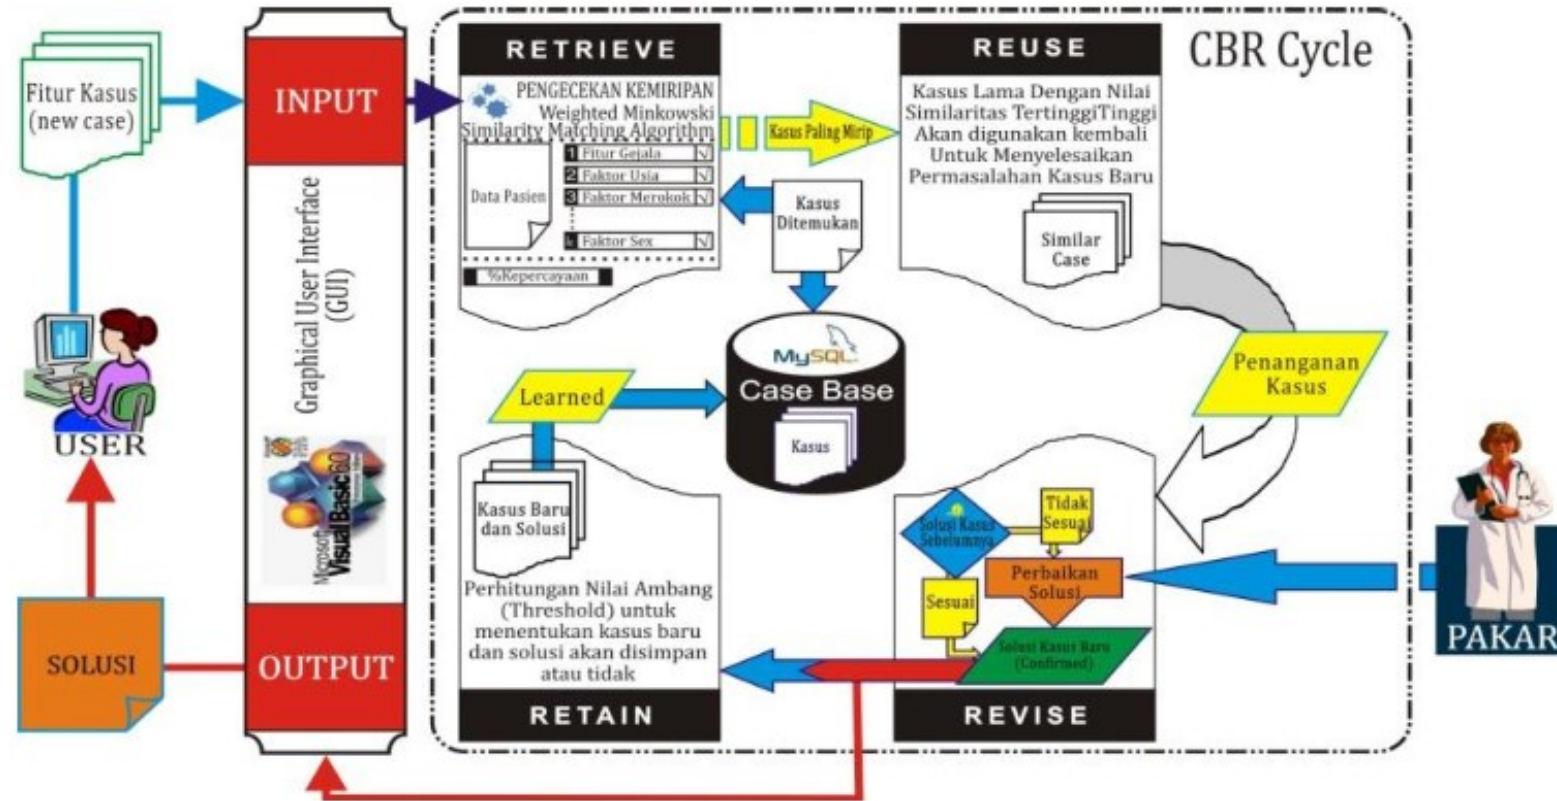 CBR Cycle
Fitur Kasus
(new case)
USER
SOLUSI
INPUT
Graphical User Interface
(GUI)
Microsoft
Visual Basic 6.0
OUTPUT
RETRIEVE
PENGECEKAN KEMIRIPAN
Weighted Minkowski
Similarity Matching Algorithm
Data Pasien
1 Fitur Gejala √
2 Faktor Usia √
3 Faktor Merokok √
Faktor Sex √
%Kepercayaan
Kasus Paling Mirip
Kasus
Ditemukan
REUSE
Kasus Lama Dengan Nilai
Similaritas TertinggiTinggi
Akan digunakan kembali
Untuk Menyelesaikan
Permasalahan Kasus Baru
Similar
Case
Penanganan
Kasus
MySQL
Case Base
Kasus
Learned
Kasus Baru
dan Solusi
Perhitungan Nilai Ambang
(Threshold) untuk
menentukan kasus baru
dan solusi akan disimpan
atau tidak
RETAIN
Solusi Kasus
Sebelumnya
Tidak
Sesuai
Sesuai
Perbaikan
Solusi
Solusi Kasus Baru
(Confirmed)
REVISE
PAKAR